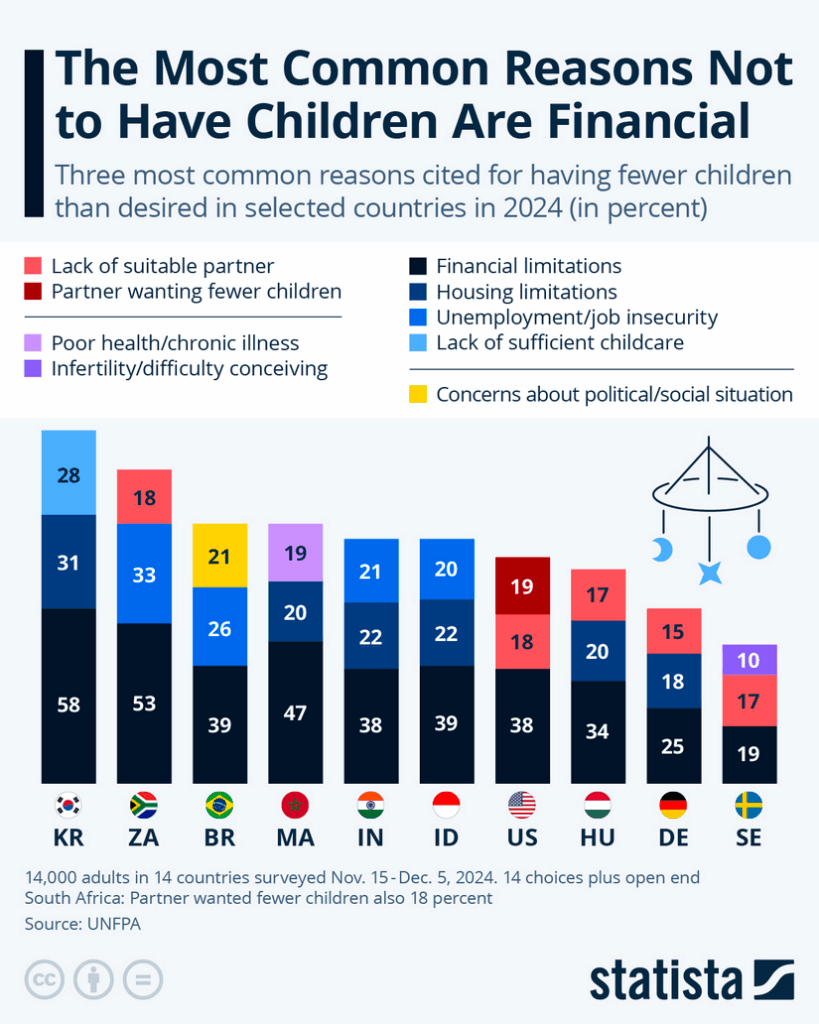 The Most Common Reasons Not
to Have Children Are Financial
Three most common reasons cited for having fewer children
than desired in selected countries in 2024 (in percent)
Lack of suitable partner
Partner wanting fewer children
Poor health/chronic illness
Infertility/difficulty conceiving
Financial limitations
Housing limitations
Unemployment/job insecurity
Lack of sufficient childcare
Concerns about political/social situation
28
31
58
18
33
53
21
26
39
19
20
47
21
22
38
20
22
39
19
18
38
17
20
34
15
18
25
10
17
19
KR ZA BR MA IN ID US HU DE SE
14,000 adults in 14 countries surveyed Nov. 15-Dec. 5, 2024. 14 choices plus open end
South Africa: Partner wanted fewer children also 18 percent
Source: UNFPA
cc
statista